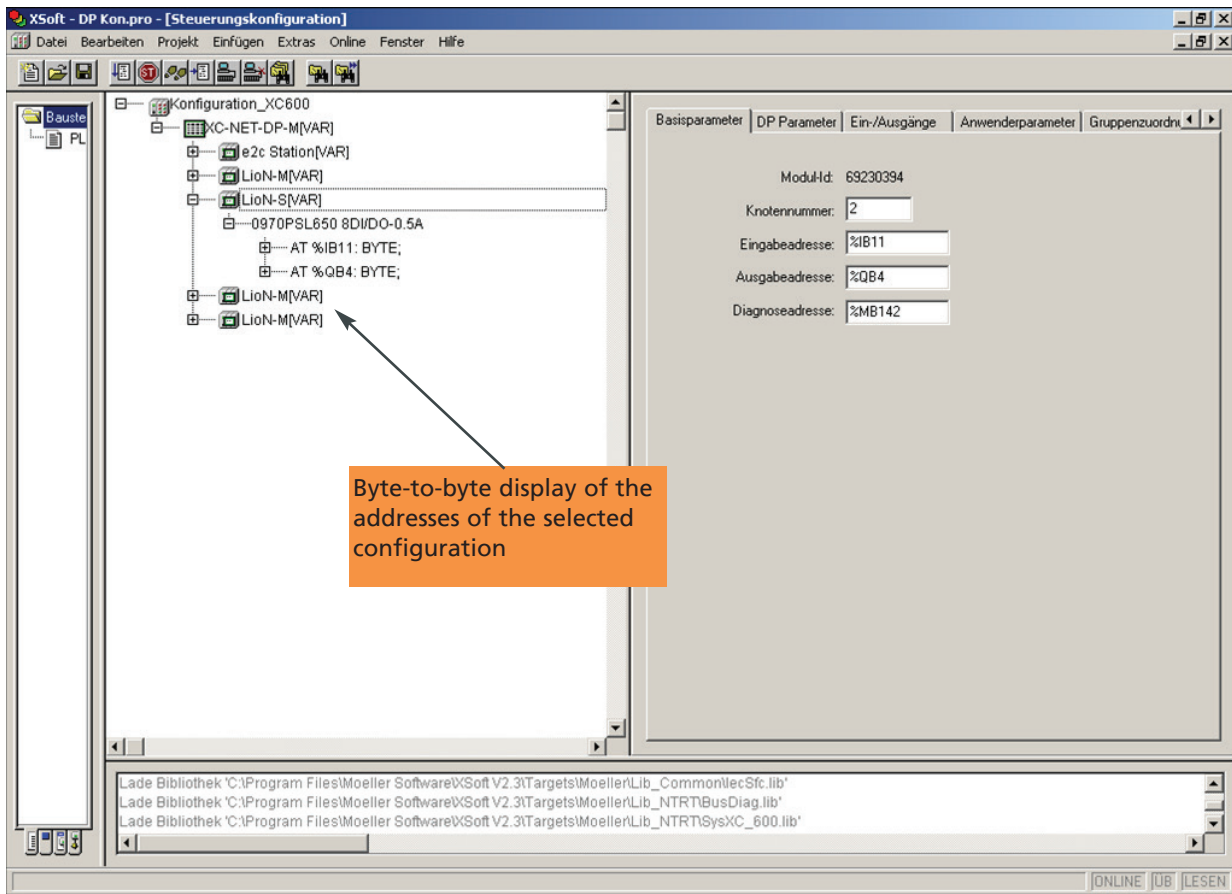 XSoft - DP Kon.pro - [Steuerungskonfiguration]
Datei Bearbeiten Projekt Einfügen Extras Online Fenster Hilfe
STOP
Bauste
PL
Konfiguration_XC600
XC-NET-DP-M[VAR]
e2c Station[VAR]
LioN-M[VAR]
LioN-S[VAR]
0970PSL650 8DI/DO-0.5A
AT %IB11: BYTE;
AT %QB4: BYTE;
LioN-M[VAR]
LioN-M[VAR]
Byte-to-byte display of the
addresses of the selected
configuration
Basisparameter DP Parameter Ein-/Ausgänge Anwenderparameter Gruppenzuordnu
Modul-Id: 69230394
Knotennummer: 2
Eingabeadresse: %IB11
Ausgabeadresse: %QB4
Diagnoseadresse: %MB142
Lade Bibliothek 'C:\Program Files\Moeller Software\XSoft V2.3\Targets\Moeller\Lib_Common\IecSfc.lib'
Lade Bibliothek 'C:\Program Files\Moeller Software\XSoft V2.3\Targets\Moeller\Lib_NTRT\BusDiag.lib'
Lade Bibliothek 'C:\Program Files\Moeller Software\XSoft V2.3\Targets\Moeller\Lib_NTRT\SysXC_600.lib'
ONLINE ÜB LESEN